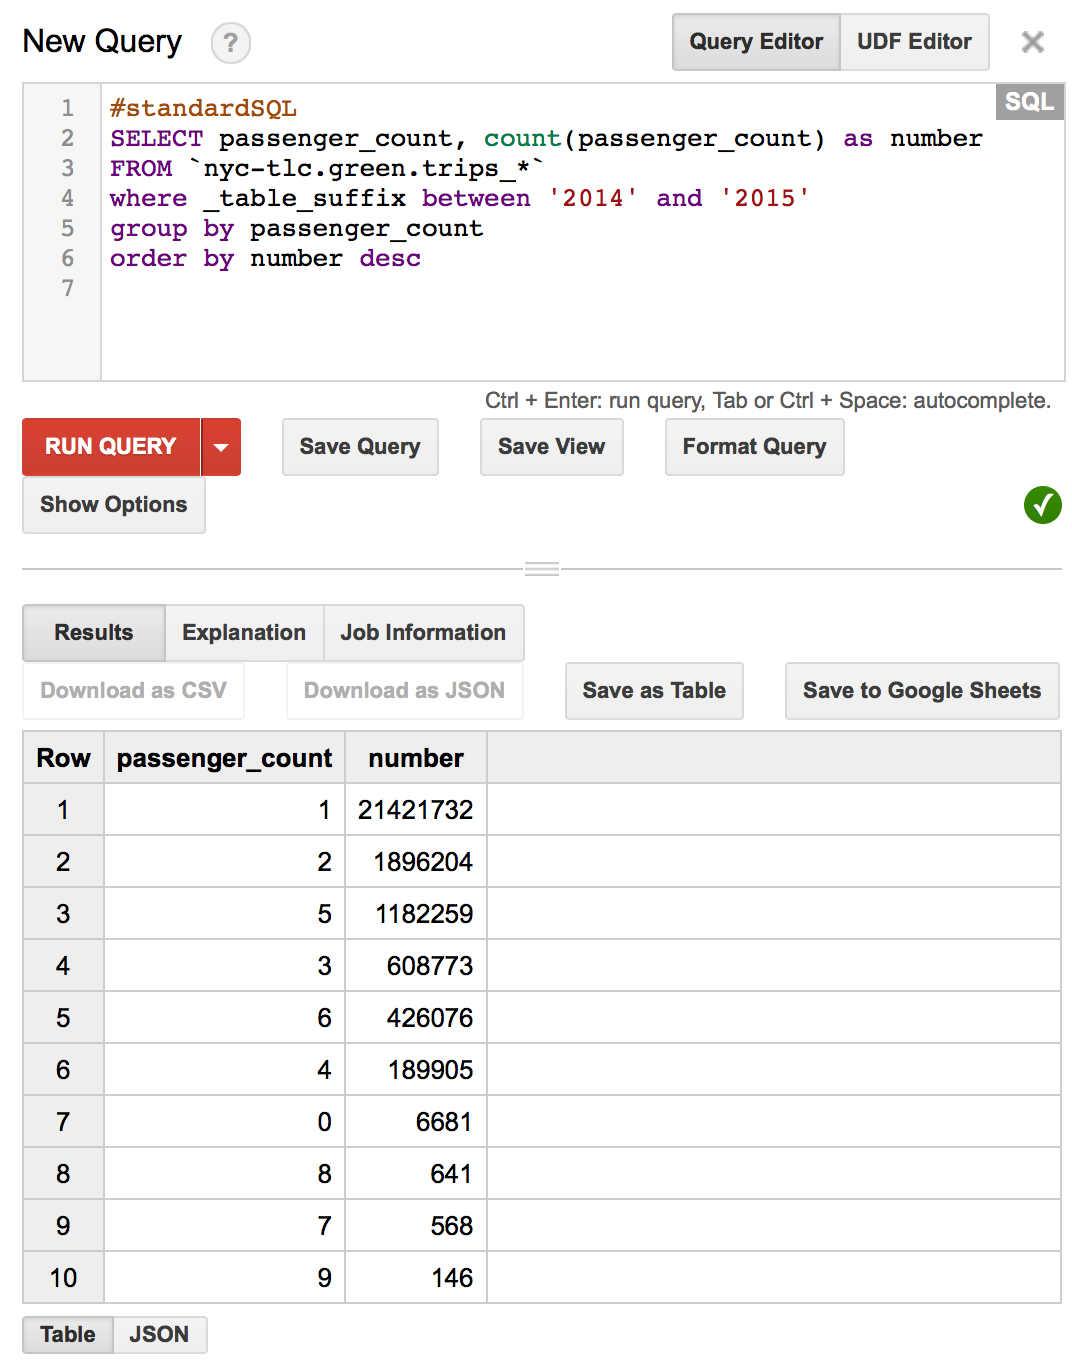 New Query ? Query Editor UDF Editor ×
SQL
1 #standardSQL
2 SELECT passenger_count, count(passenger_count) as number
3 FROM `nyc-tlc.green.trips_*`
4 where _table_suffix between '2014' and '2015'
5 group by passenger_count
6 order by number desc
7
Ctrl + Enter: run query, Tab or Ctrl + Space: autocomplete.
RUN QUERY Save Query Save View Format Query
Show Options
Results Explanation Job Information
Download as CSV Download as JSON Save as Table Save to Google Sheets
Row passenger_count number
1 1 21421732
2 2 1896204
3 5 1182259
4 3 608773
5 6 426076
6 4 189905
7 0 6681
8 8 641
9 7 568
10 9 146
Table JSON